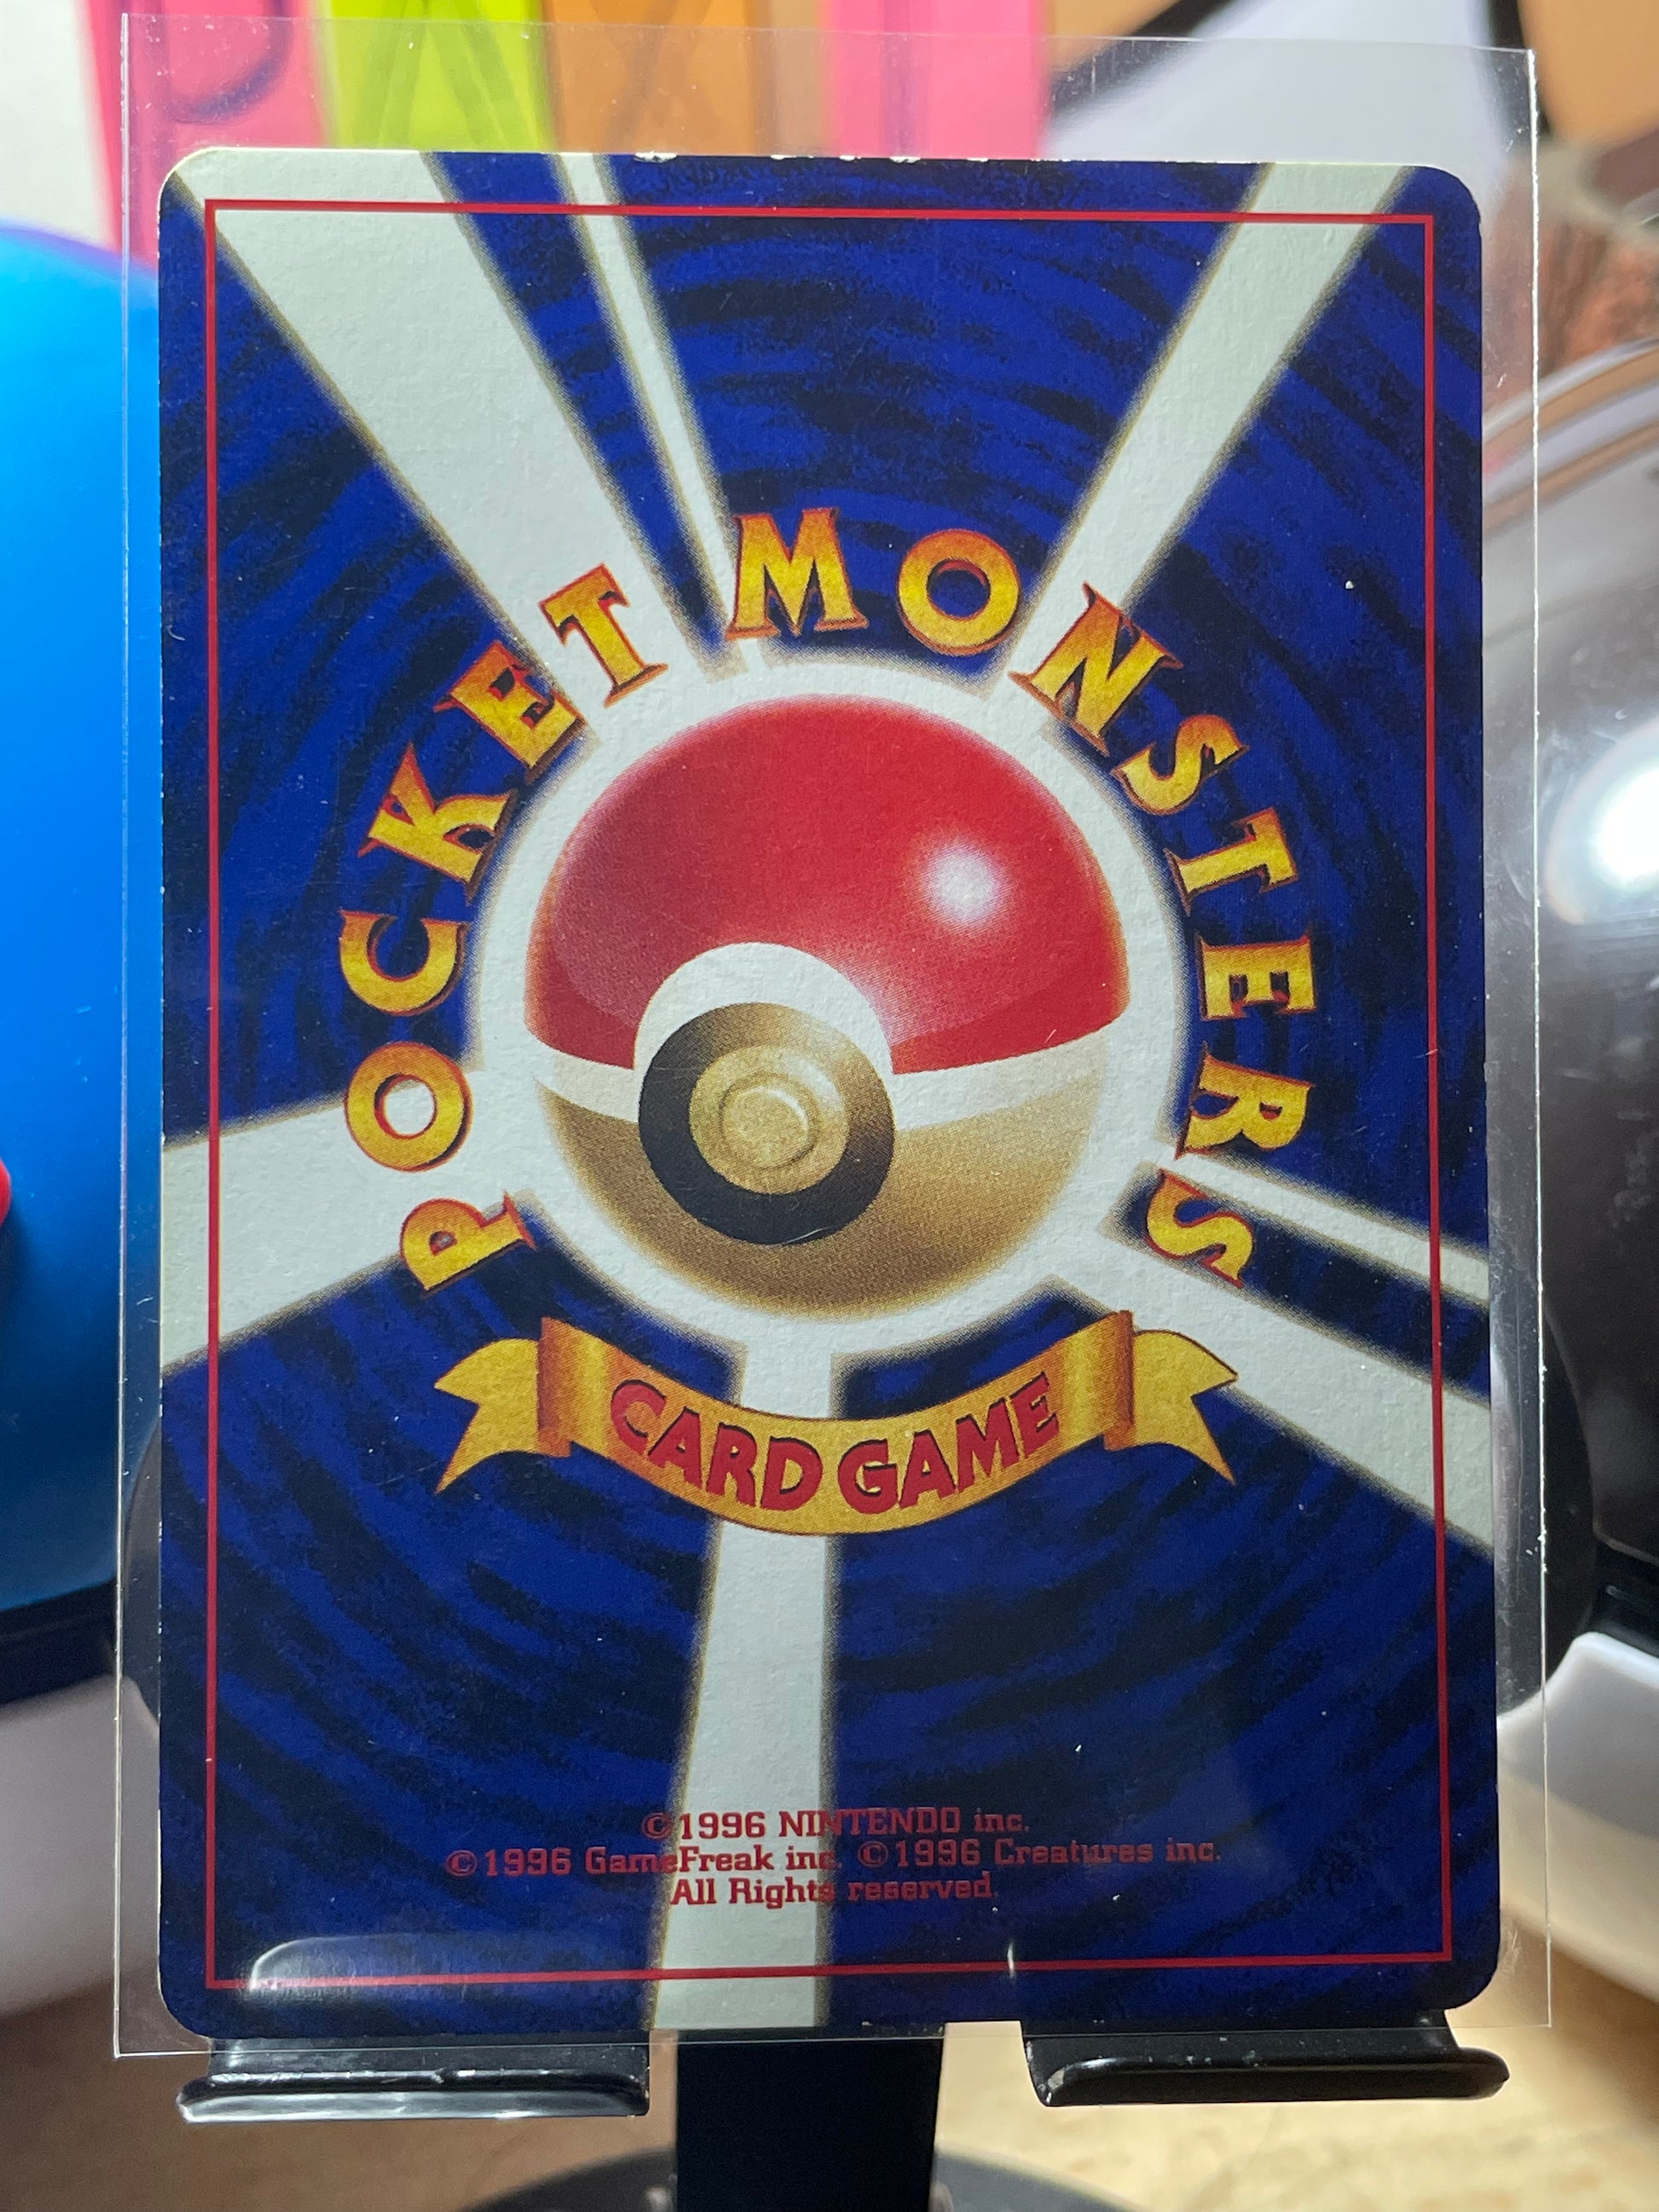 POCKET MONSTERS
CARD GAME
©1996 NINTENDO inc.
©1996 GameFreak inc. ©1996 Creatures inc.
All Rights reserved.